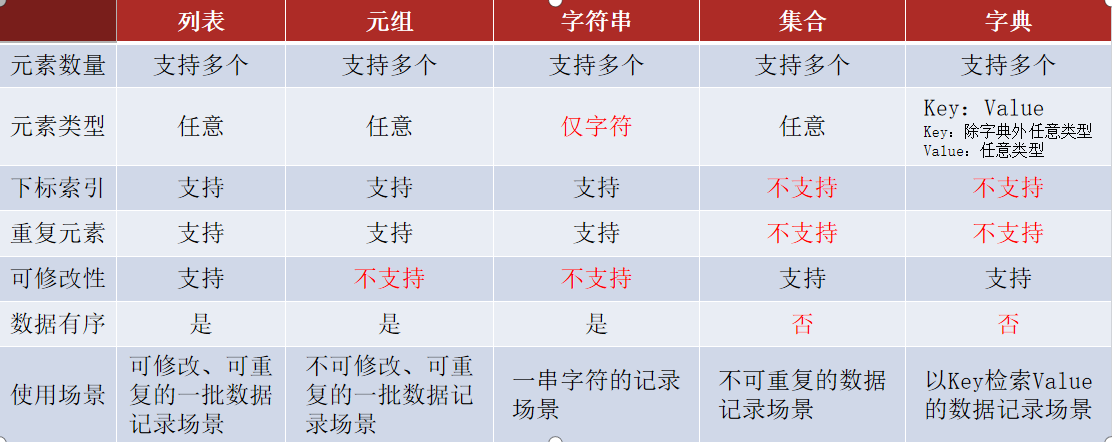 列表 元组 字符串 集合 字典
元素数量 支持多个 支持多个 支持多个 支持多个 支持多个
元素类型 任意 任意 仅字符 任意 Key：Value
Key：除字典外任意类型
Value：任意类型
下标索引 支持 支持 支持 不支持 不支持
重复元素 支持 支持 支持 不支持 不支持
可修改性 支持 不支持 不支持 支持 支持
数据有序 是 是 是 否 否
使用场景
可修改、可重
复的一批数据
记录场景
不可修改、可重
复的一批数据记
录场景
一串字符的记录
场景
不可重复的数据
记录场景
以Key检索Value
的数据记录场景